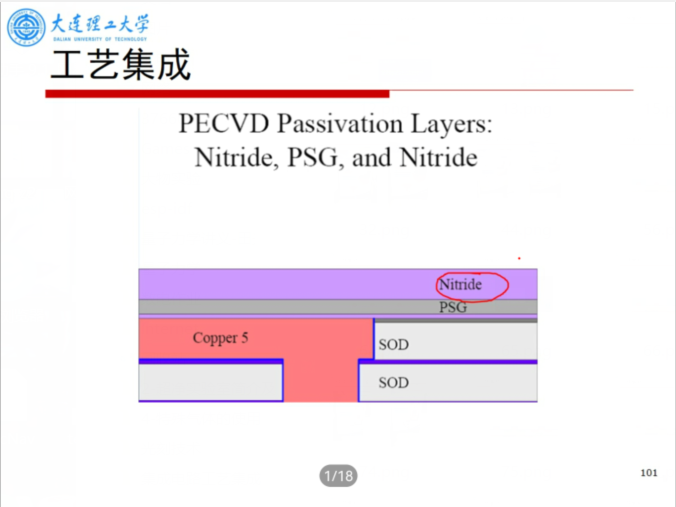 大连理工大学
DALIAN UNIVERSITY OF TECHNOLOGY
工艺集成
PECVD Passivation Layers:
Nitride, PSG, and Nitride
Nitride
PSG
Copper 5
SOD
SOD
1/18
101